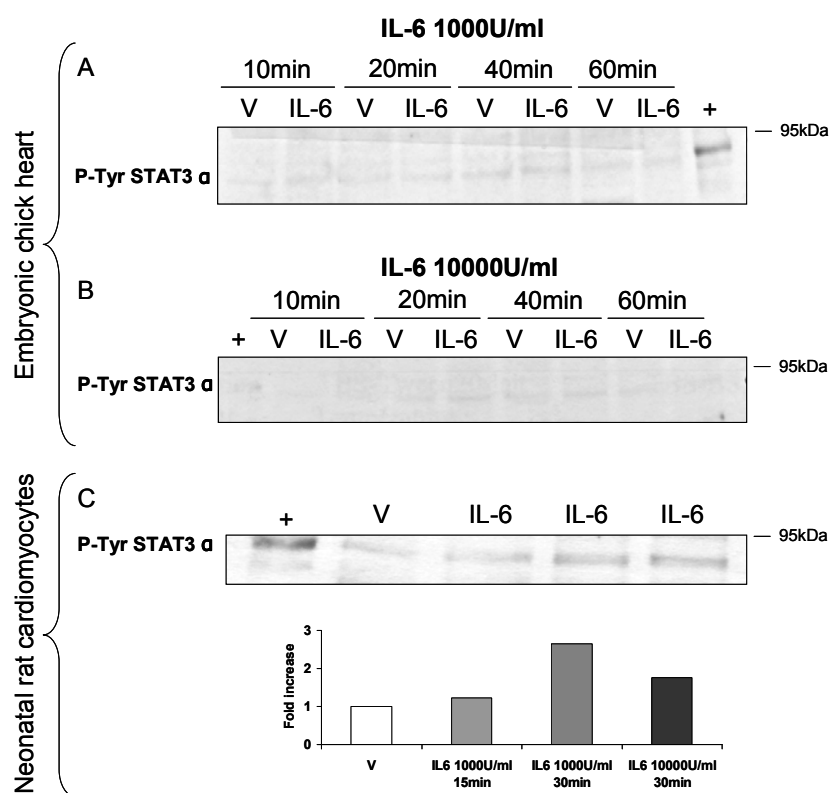 IL-6 1000U/ml
A
10min 20min 40min 60min
V IL-6 V IL-6 V IL-6 V IL-6 +
95kDa
P-Tyr STAT3 α
Embryonic chick heart
IL-6 10000U/ml
B
10min 20min 40min 60min
+ V IL-6 V IL-6 V IL-6 V IL-6
95kDa
P-Tyr STAT3 α
C
+ V IL-6 IL-6 IL-6
95kDa
P-Tyr STAT3 α
Neonatal rat cardiomyocytes
3
2
1
0
Fold increase
V IL6 1000U/ml IL6 1000U/ml IL6 10000U/ml
15min 30min 30min